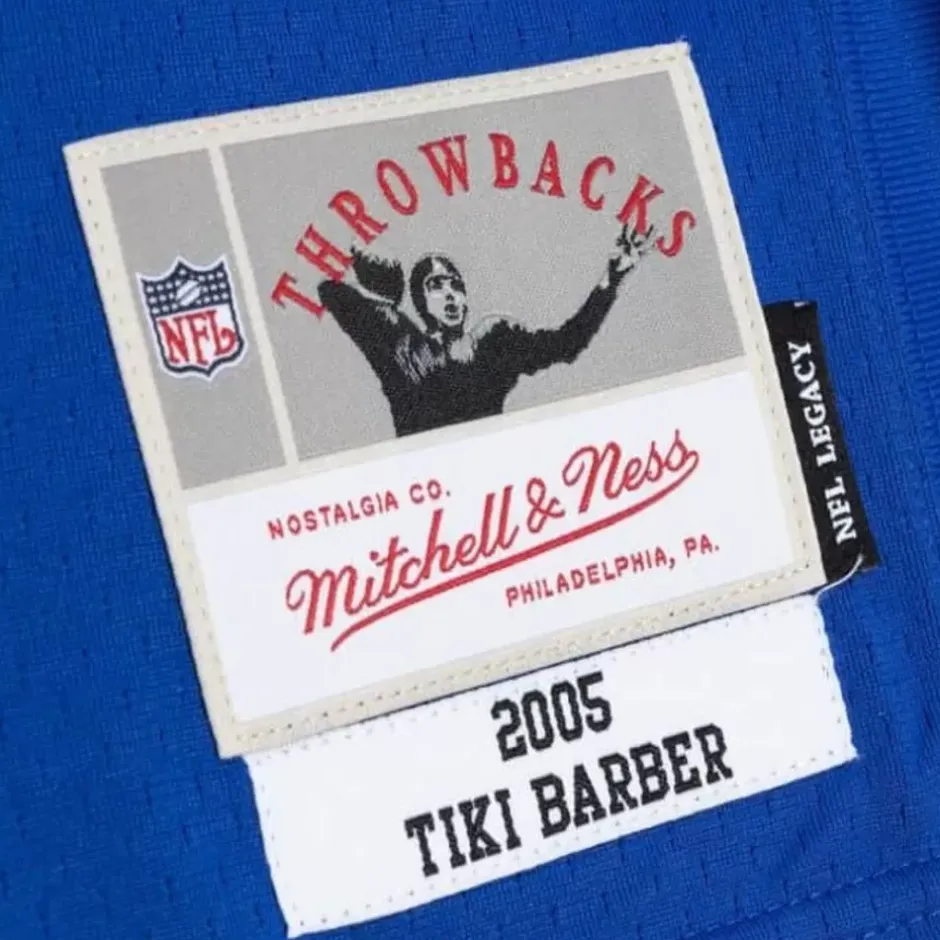 THROWBACKS
NFL
NOSTALGIA CO.
Mitchell & Ness
PHILADELPHIA, PA.
NFL LEGACY
2005
TIKI BARBER